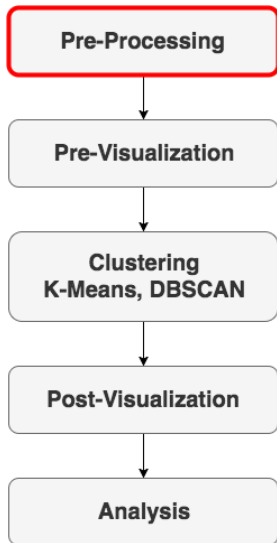 Pre-Processing
Pre-Visualization
Clustering
K-Means, DBSCAN
Post-Visualization
Analysis